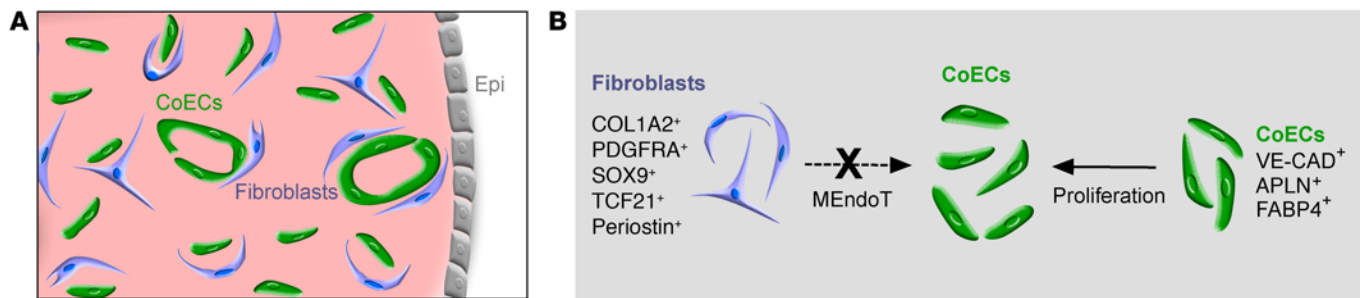 A
CoECs
Fibroblasts
Epi
B
Fibroblasts
COL1A2⁺
PDGFRA⁺
SOX9⁺
TCF21⁺
Periostin⁺
X
MEndoT
CoECs
Proliferation
CoECs
VE-CAD⁺
APLN⁺
FABP4⁺